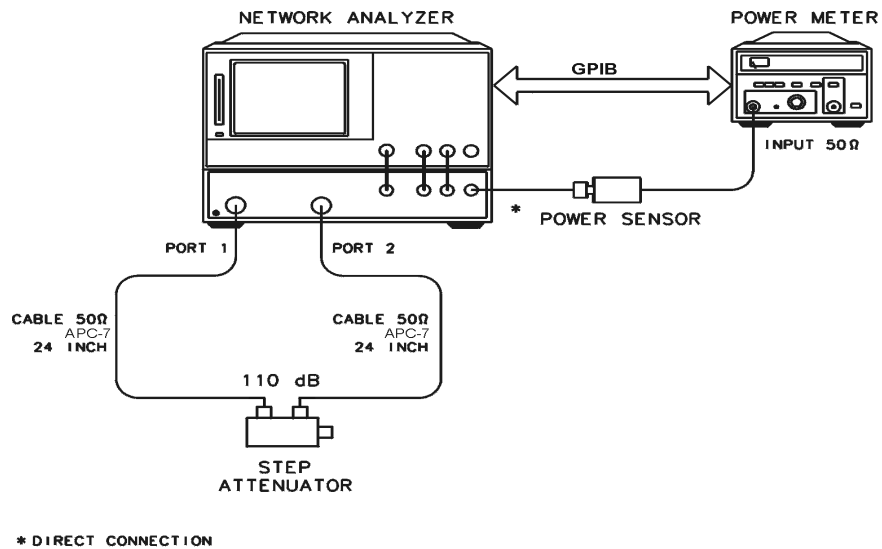 NETWORK ANALYZER
POWER METER
GPIB
INPUT 50Ω
*
POWER SENSOR
PORT 1
PORT 2
CABLE 50Ω
APC-7
24 INCH
CABLE 50Ω
APC-7
24 INCH
110 dB
STEP
ATTENUATOR
* DIRECT CONNECTION